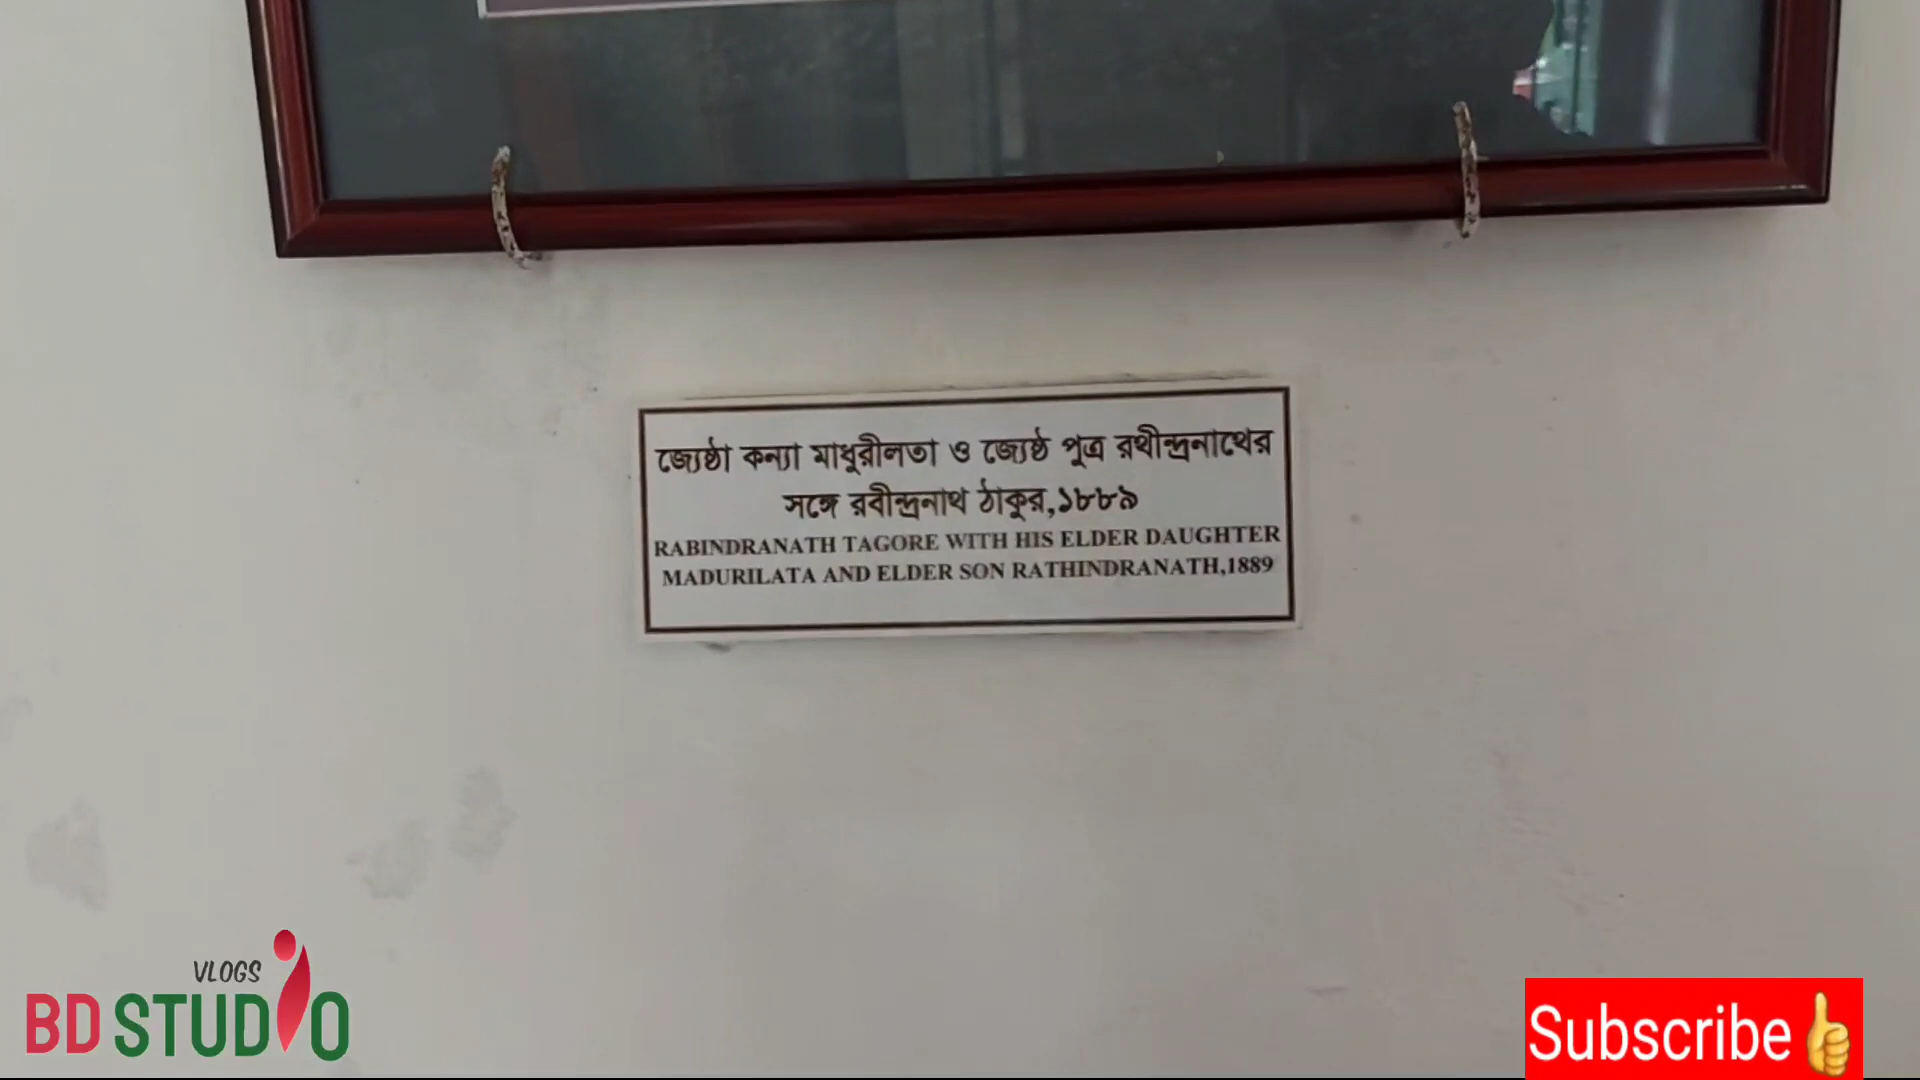 জ্যেষ্ঠা কন্যা মাধুরীলতা ও জ্যেষ্ঠ পুত্র রথীন্দ্রনাথের
সঙ্গে রবীন্দ্রনাথ ঠাকুর,১৮৮৯
RABINDRANATH TAGORE WITH HIS ELDER DAUGHTER
MADURILATA AND ELDER SON RATHINDRANATH,1889
VLOGS
BD STUDIO
Subscribe